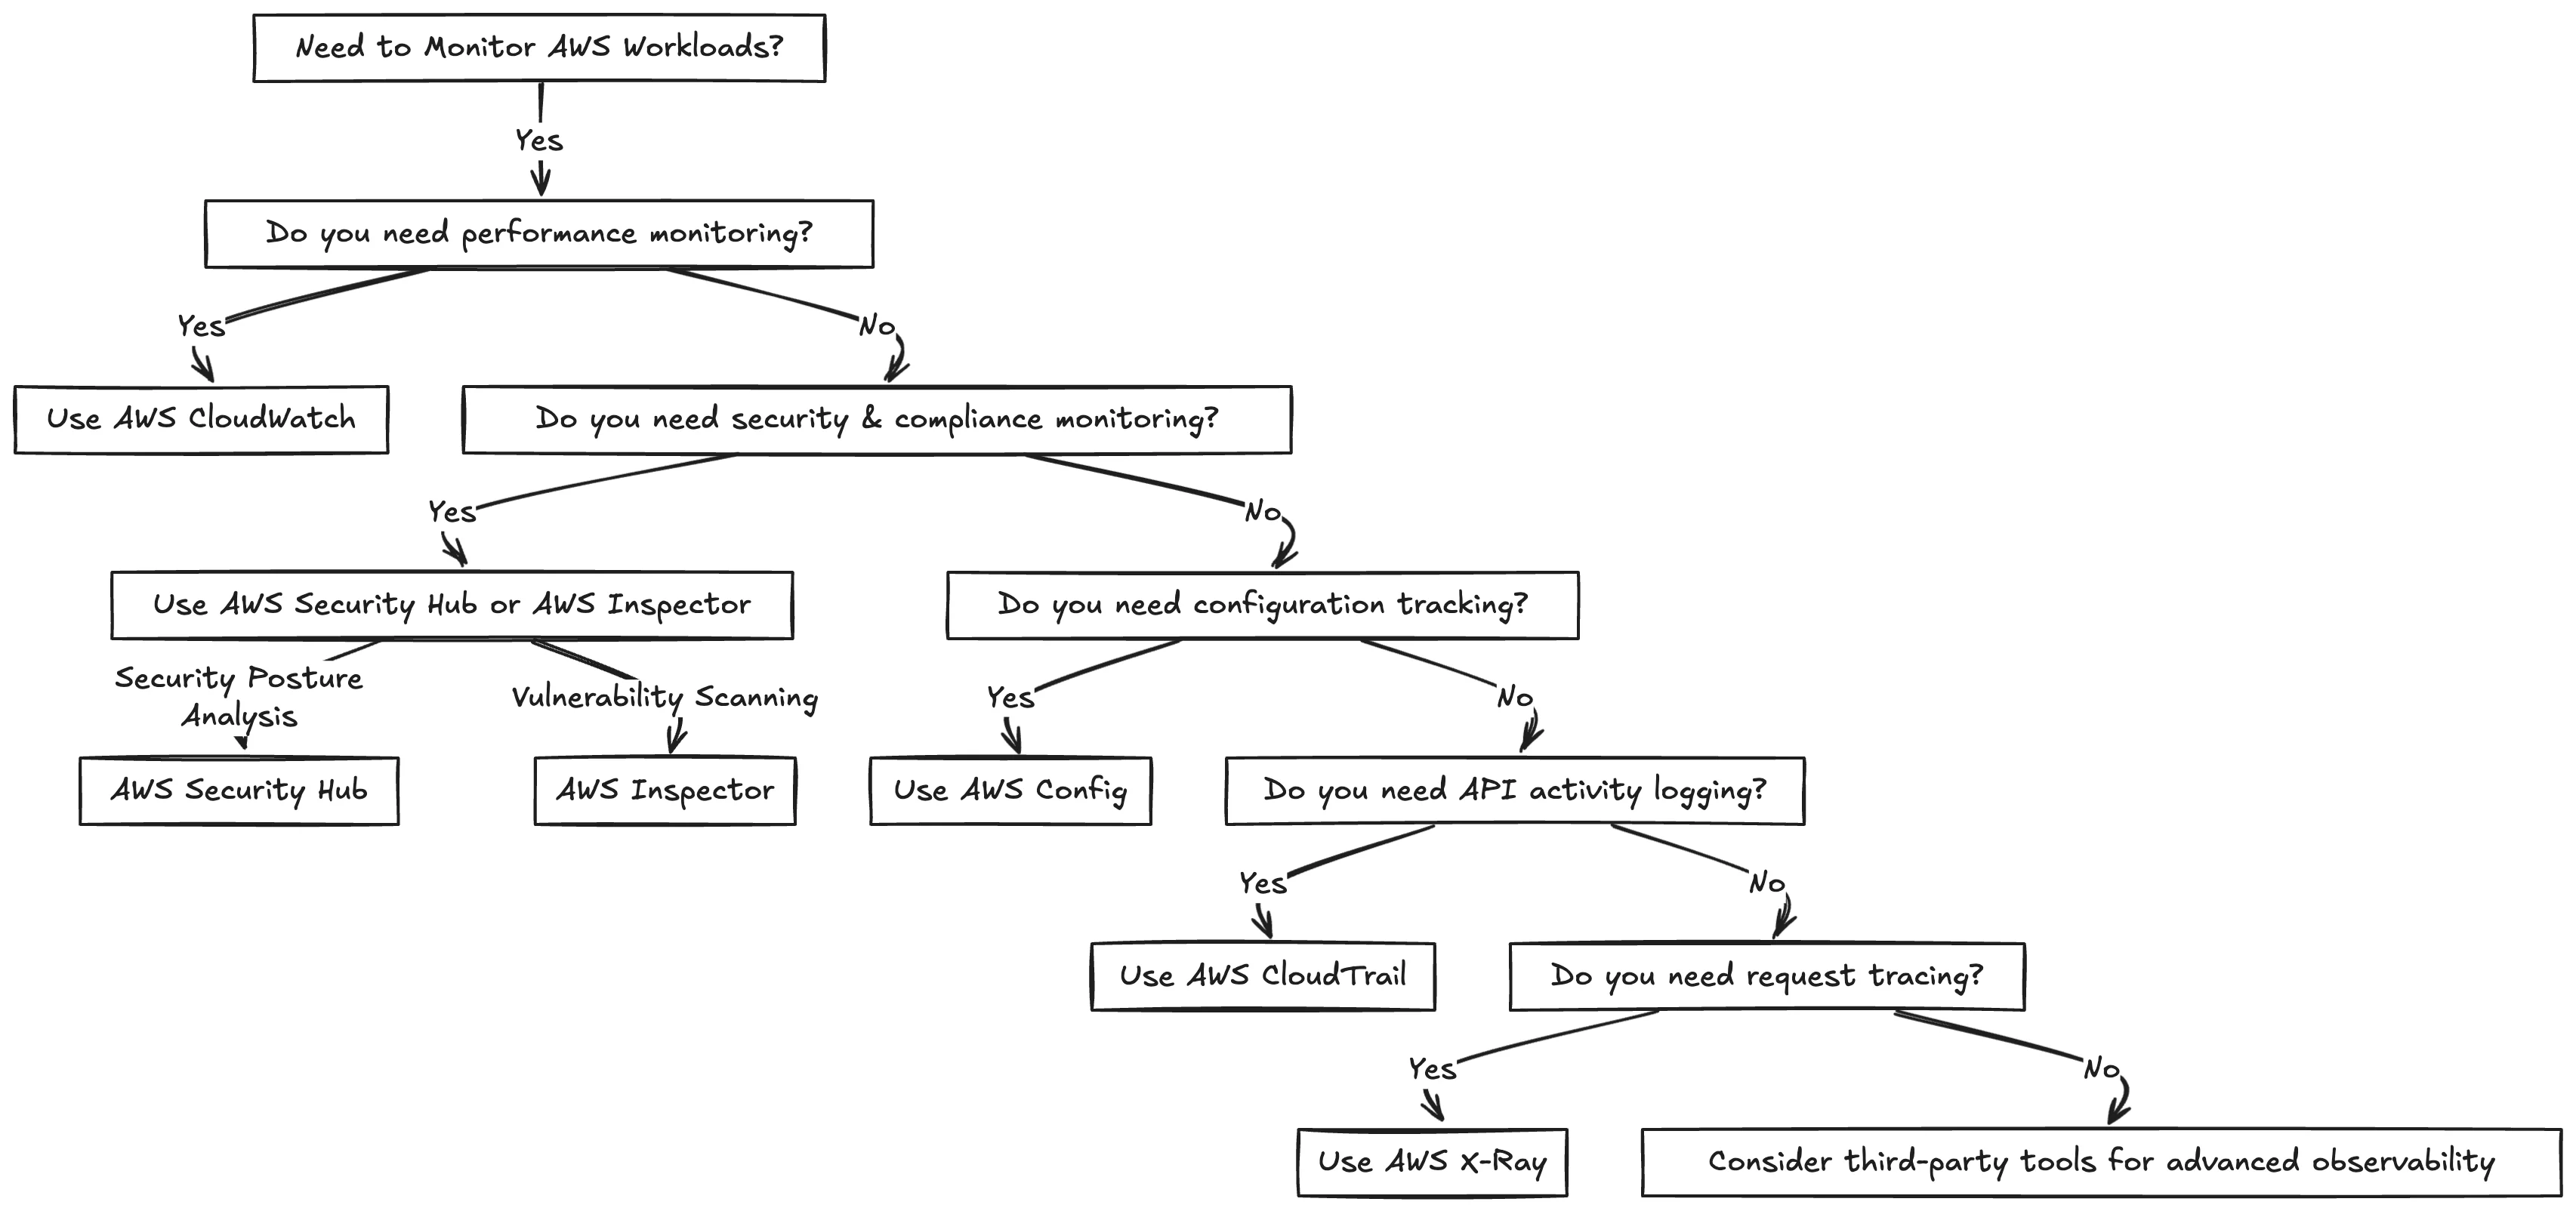 Need to Monitor AWS Workloads?
Yes
Do you need performance monitoring?
Yes
No
Use AWS CloudWatch
Do you need security & compliance monitoring?
Yes
No
Use AWS Security Hub or AWS Inspector
Do you need configuration tracking?
Security Posture
Analysis
Vulnerability Scanning
Yes
No
AWS Security Hub
AWS Inspector
Use AWS Config
Do you need API activity logging?
Yes
No
Use AWS CloudTrail
Do you need request tracing?
Yes
No
Use AWS X-Ray
Consider third-party tools for advanced observability